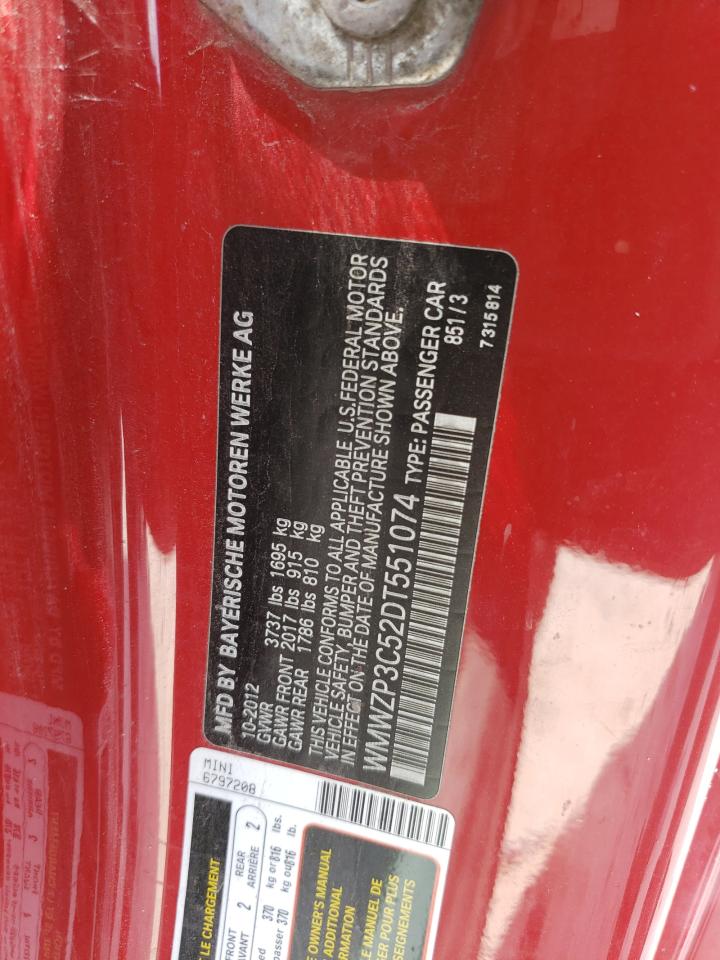 MFD BY BAYERISCHE MOTOREN WERKE AG
10-2012
GVWR 3737 lbs 1695 kg
GAWR FRONT 2017 lbs 915 kg
GAWR REAR 1786 lbs 810 kg
THIS VEHICLE CONFORMS TO ALL APPLICABLE U.S.FEDERAL MOTOR
VEHICLE SAFETY, BUMPER AND THEFT PREVENTION STANDARDS
IN EFFECT ON THE DATE OF MANUFACTURE SHOWN ABOVE.
WMWZP3C52DT551074 TYPE: PASSENGER CAR
851/3
7 315 814
MINI
6797208
LE CHARGEMENT
FRONT 2 REAR 2
AVANT ARRIÈRE
370 kg or 816 lbs.
passer 370 kg ou 816 lb.
OWNER'S MANUAL
ADDITIONAL
MANUEL DE
POUR PLUS